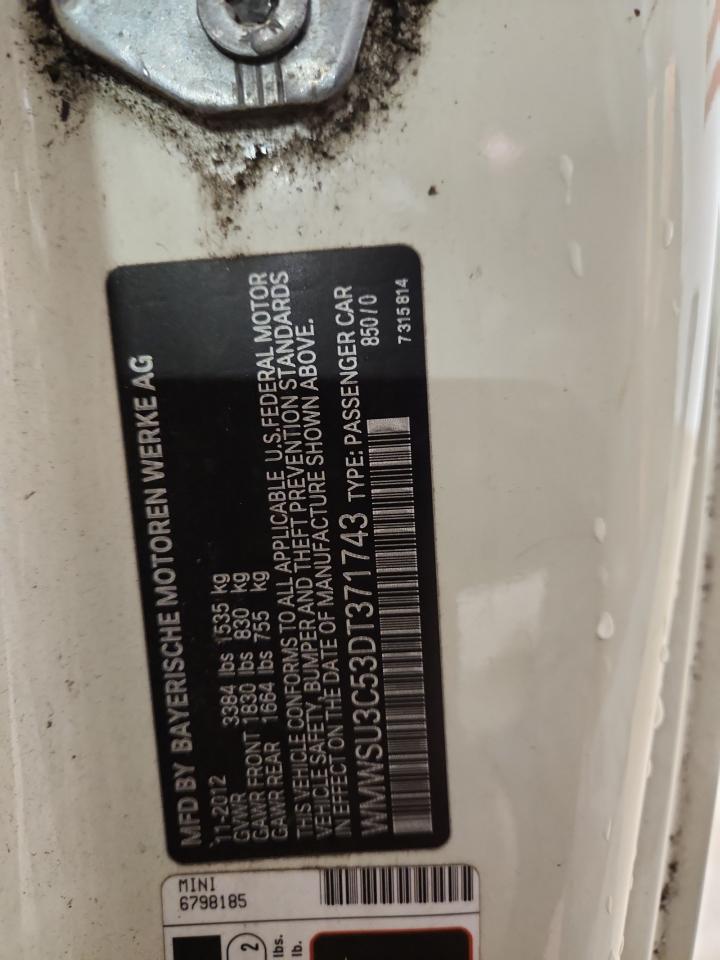 MFD BY BAYERISCHE MOTOREN WERKE AG
11-2012
GVWR 3384 lbs 1535 kg
GAWR FRONT 1830 lbs 830 kg
GAWR REAR 1664 lbs 755 kg
THIS VEHICLE CONFORMS TO ALL APPLICABLE U.S.FEDERAL MOTOR
VEHICLE SAFETY, BUMPER AND THEFT PREVENTION STANDARDS
IN EFFECT ON THE DATE OF MANUFACTURE SHOWN ABOVE.
WMWSU3C53DT371743 TYPE: PASSENGER CAR
850/0
7315814
MINI
6798185
2
lbs.
lb.